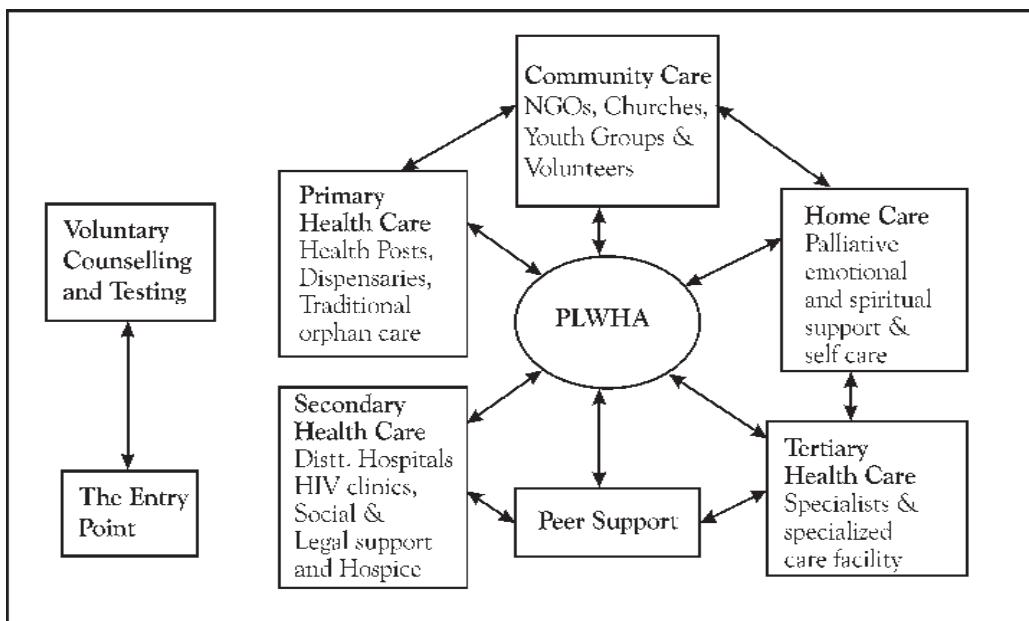 Community Care
NGOs, Churches,
Youth Groups &
Volunteers
Primary
Health Care
Health Posts,
Dispensaries,
Traditional
orphan care
Home Care
Palliative
emotional
and spiritual
support &
self care
Voluntary
Counselling
and Testing
PLWHA
Secondary
Health Care
Distt. Hospitals
HIV clinics,
Social &
Legal support
and Hospice
Tertiary
Health Care
Specialists &
specialized
care facility
The Entry
Point
Peer Support